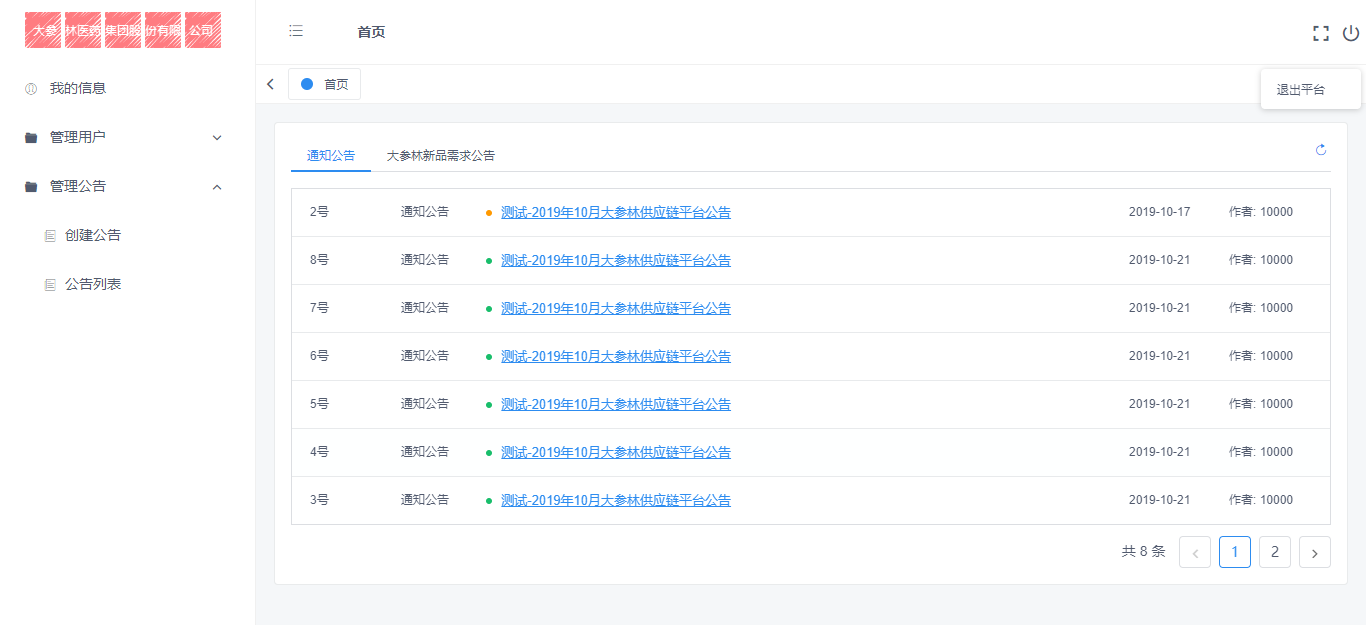 大参林医药集团股份有限公司
首页
我的信息
管理用户
管理公告
创建公告
公告列表
首页
退出平台
通知公告 大参林新品需求公告
2号 通知公告 测试-2019年10月大参林供应链平台公告 2019-10-17 作者: 10000
8号 通知公告 测试-2019年10月大参林供应链平台公告 2019-10-21 作者: 10000
7号 通知公告 测试-2019年10月大参林供应链平台公告 2019-10-21 作者: 10000
6号 通知公告 测试-2019年10月大参林供应链平台公告 2019-10-21 作者: 10000
5号 通知公告 测试-2019年10月大参林供应链平台公告 2019-10-21 作者: 10000
4号 通知公告 测试-2019年10月大参林供应链平台公告 2019-10-21 作者: 10000
3号 通知公告 测试-2019年10月大参林供应链平台公告 2019-10-21 作者: 10000
共 8 条 1 2